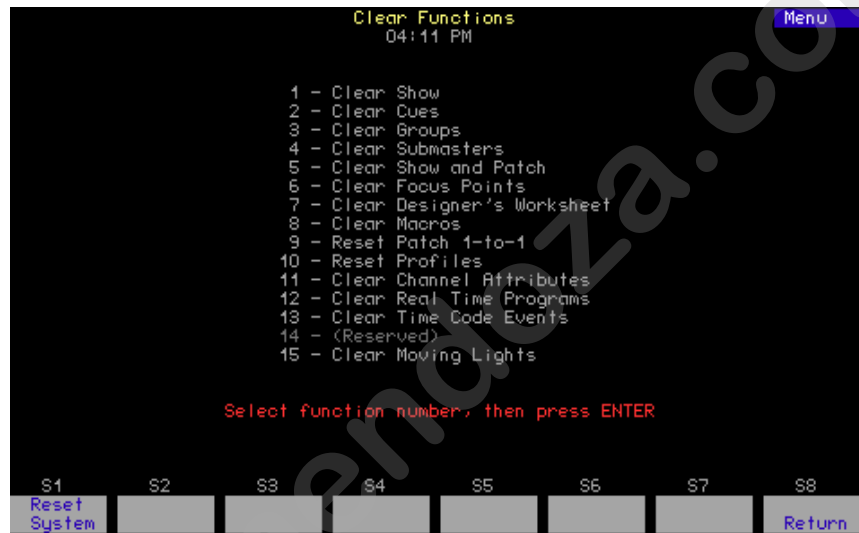 Clear Functions
Menu
04:11 PM
1 - Clear Show
2 - Clear Cues
3 - Clear Groups
4 - Clear Submasters
5 - Clear Show and Patch
6 - Clear Focus Points
7 - Clear Designer's Worksheet
8 - Clear Macros
9 - Reset Patch 1-to-1
10 - Reset Profiles
11 - Clear Channel Attributes
12 - Clear Real Time Programs
13 - Clear Time Code Events
14 - (Reserved)
15 - Clear Moving Lights
Select function number, then press ENTER
S1 S2 S3 S4 S5 S6 S7 S8
Reset
System Return